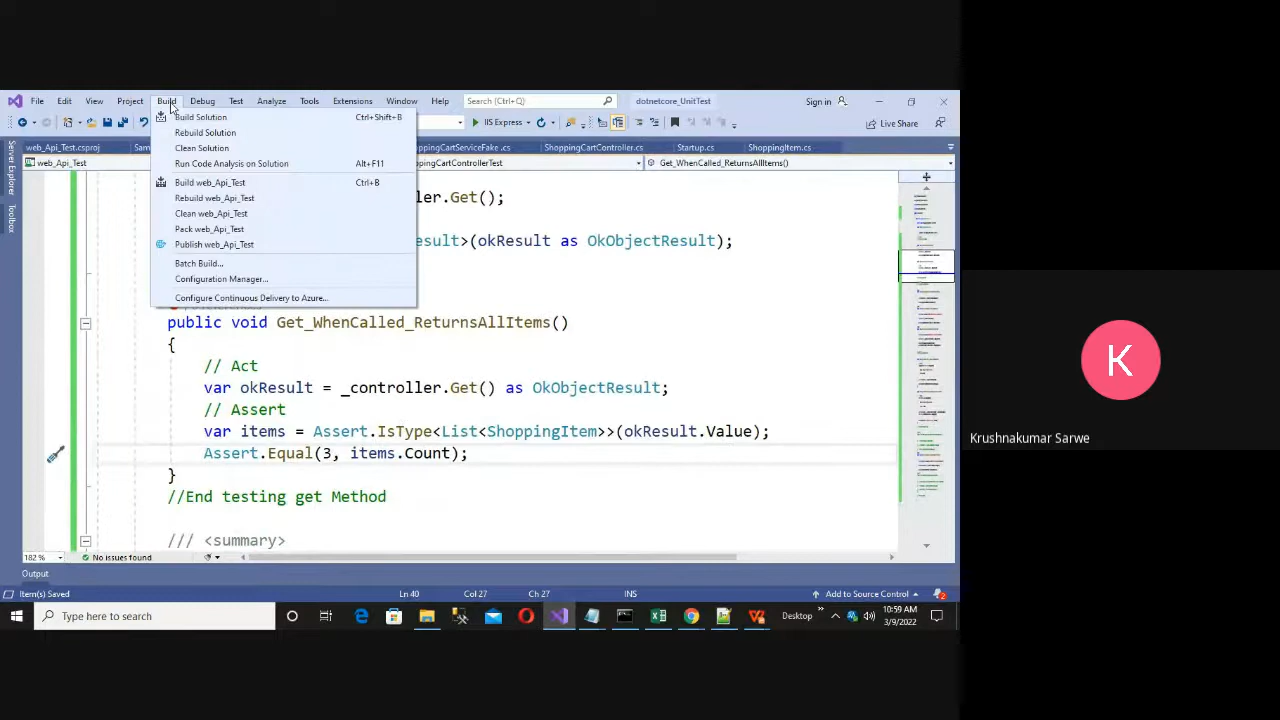 File Edit View Project Build Debug Test Analyze Tools Extensions Window Help Search (Ctrl+Q) dotnetcore_UnitTest Sign in
IIS Express Live Share
web_Api_Test.csproj Sam ppingCartServiceFake .cs ShoppingCartController.cs Startup.cs ShoppingItem.cs
web_Api_Test ppingCartControllerTest Get_WhenCalled_ReturnsAllItems()
Server Explorer
Toolbox
Build Solution Ctrl+Shift+B
Rebuild Solution
Clean Solution
Run Code Analysis on Solution Alt+F11
Build web_Api_Test Ctrl+B
Rebuild web_Api_Test
Clean web_Api_Test
Pack web_Api_Test
Publish web_Api_Test
Batch Build...
Configuration Manager...
Configure Continuous Delivery to Azure...
ler.Get();
esult>(okResult as OkObjectResult);
public void Get_WhenCalled_ReturnsAllItems()
{
// Act
var okResult = _controller.Get() as OkObjectResult;
// Assert
var items = Assert.IsType<List<ShoppingItem>>(okResult.Value);
Assert.Equal(3, items.Count);
}
//End testing get Method
/// <summary>
182 % No issues found
Output
Item(s) Saved Ln 40 Col 27 Ch 27 INS Add to Source Control 2
Type here to search Desktop 10:59 AM
3/9/2022
K
Krushnakumar Sarwe